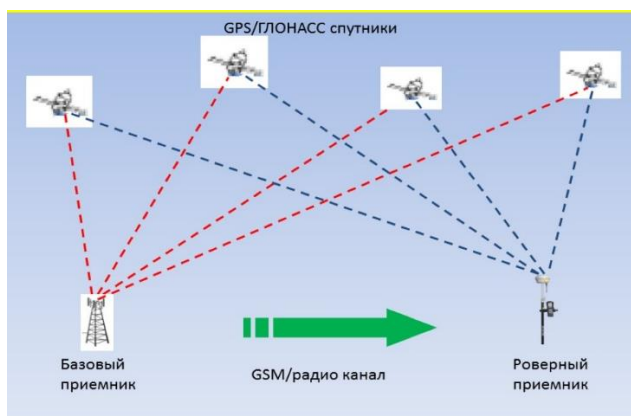 GPS/ГЛОНАСС спутники
Базовый
приемник
GSM/радио канал
Роверный
приемник